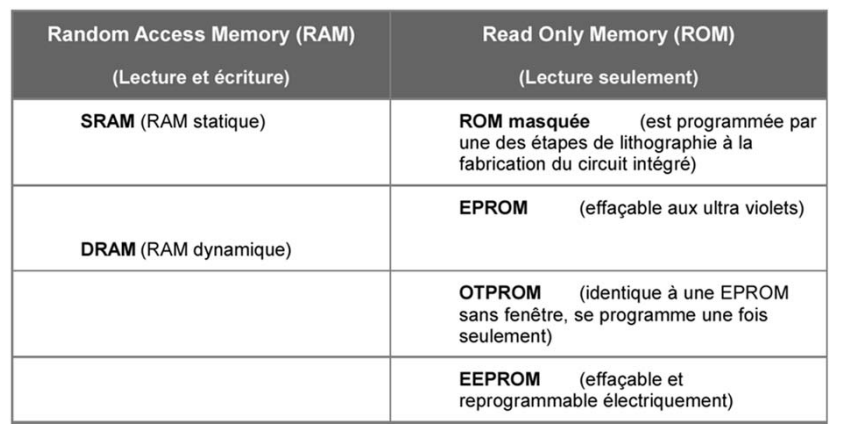 Random Access Memory (RAM)
(Lecture et écriture)
Read Only Memory (ROM)
(Lecture seulement)
SRAM (RAM statique)
ROM masquée (est programmée par
une des étapes de lithographie à la
fabrication du circuit intégré)
DRAM (RAM dynamique)
EPROM (effaçable aux ultra violets)
OTPROM (identique à une EPROM
sans fenêtre, se programme une fois
seulement)
EEPROM (effaçable et
reprogrammable électriquement)